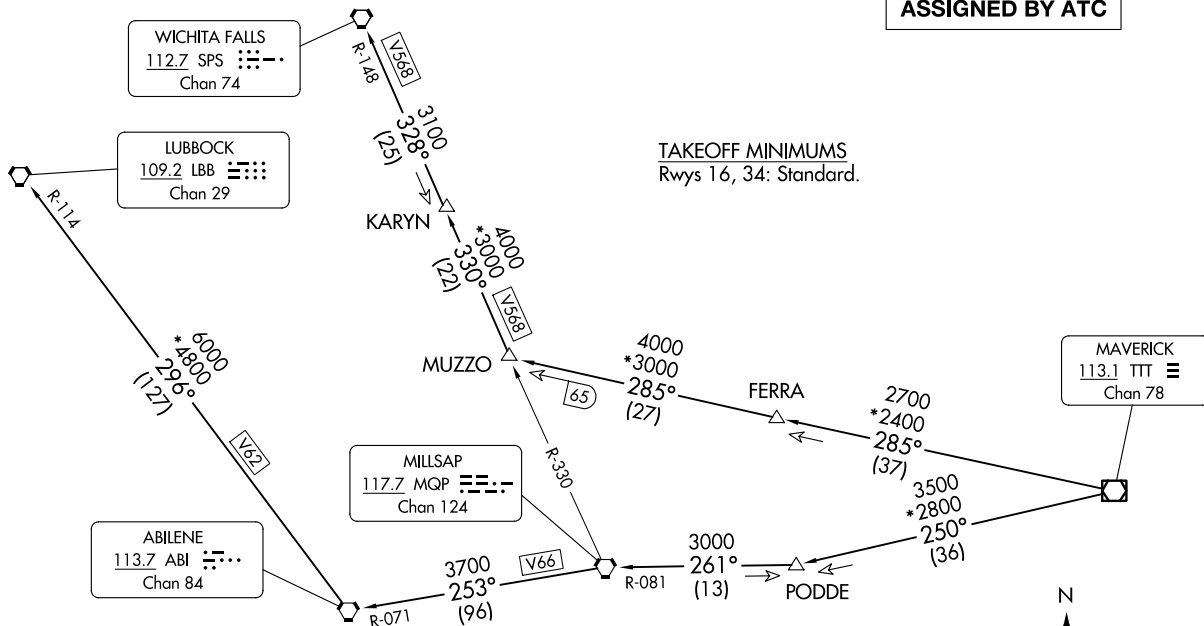 ASSIGNED BY ATC
WICHITA FALLS
112.7 SPS
Chan 74
R-148
V568
3100
328°
(25)
LUBBOCK
109.2 LBB
Chan 29
R-114
TAKEOFF MINIMUMS
Rwys 16, 34: Standard.
KARYN
4000
*3000
330°
(22)
V568
MUZZO
6000
*4800
296°
(127)
V62
4000
*3000
285°
(27)
65
FERRA
MAVERICK
113.1 TTT
Chan 78
2700
*2400
285°
(37)
R-330
MILLSAP
117.7 MQP
Chan 124
3500
*2800
250°
(36)
ABILENE
113.7 ABI
Chan 84
3700
V66
253°
(96)
R-071
3000
261°
(13)
R-081
PODDE
N